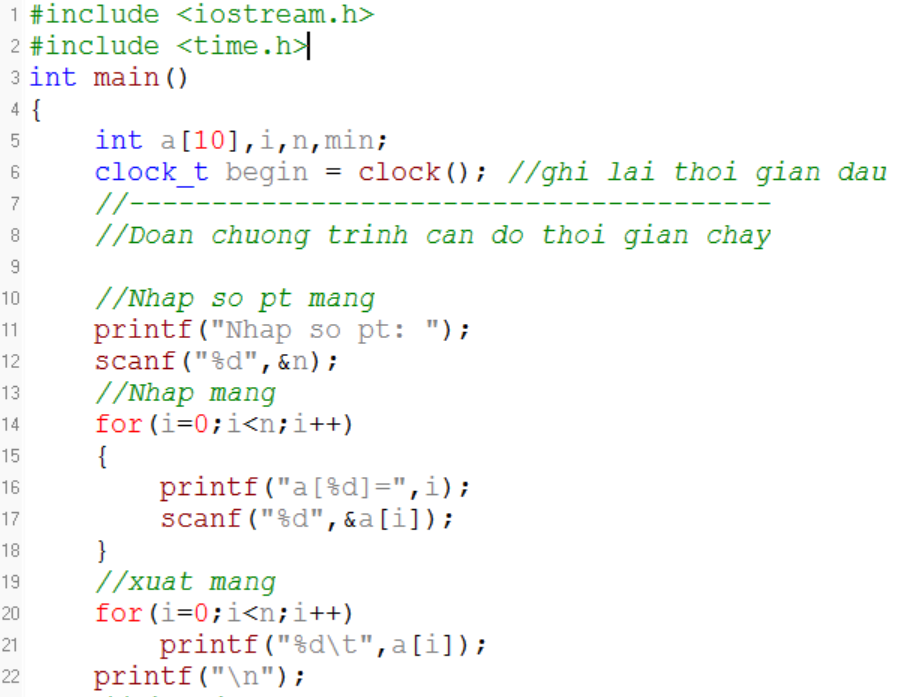 1 #include <iostream.h>
2 #include <time.h>
3 int main()
4 {
5 int a[10],i,n,min;
6 clock_t begin = clock(); //ghi lai thoi gian dau
7 //---------------------------------------
8 //Doan chuong trinh can do thoi gian chay
9
10 //Nhap so pt mang
11 printf("Nhap so pt: ");
12 scanf("%d",&n);
13 //Nhap mang
14 for(i=0;i<n;i++)
15 {
16 printf("a[%d]=",i);
17 scanf("%d",&a[i]);
18 }
19 //xuat mang
20 for(i=0;i<n;i++)
21 printf("%d\t",a[i]);
22 printf("\n");